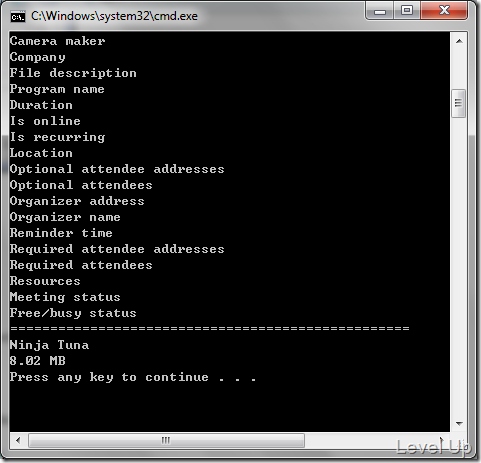 C:\Windows\system32\cmd.exe
Camera maker
Company
File description
Program name
Duration
Is online
Is recurring
Location
Optional attendee addresses
Optional attendees
Organizer address
Organizer name
Reminder time
Required attendee addresses
Required attendees
Resources
Meeting status
Free/busy status
==================================================
Ninja Tuna
8.02 MB
Press any key to continue . . .
Level Up